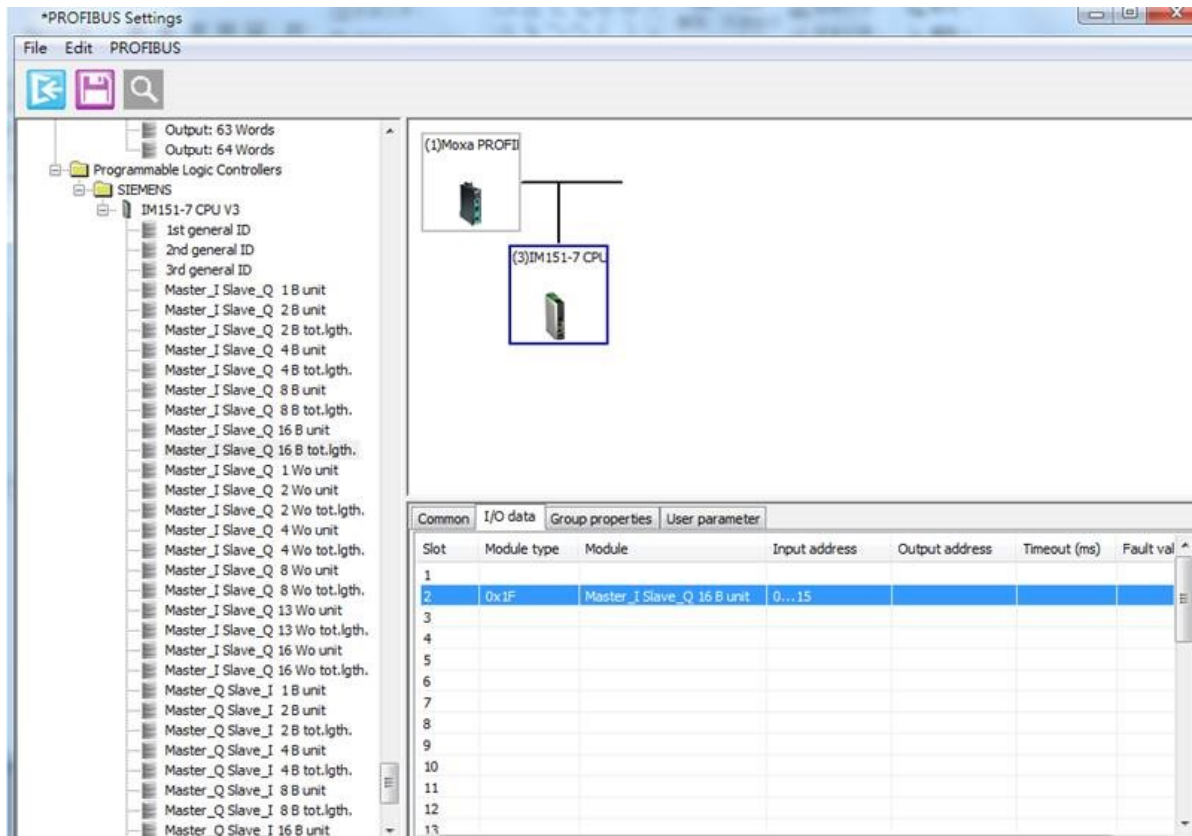 *PROFIBUS Settings
File Edit PROFIBUS
Output: 63 Words
Output: 64 Words
Programmable Logic Controllers
SIEMENS
IM151-7 CPU V3
1st general ID
2nd general ID
3rd general ID
Master_I Slave_Q 1 B unit
Master_I Slave_Q 2 B unit
Master_I Slave_Q 2 B tot.lgth.
Master_I Slave_Q 4 B unit
Master_I Slave_Q 4 B tot.lgth.
Master_I Slave_Q 8 B unit
Master_I Slave_Q 8 B tot.lgth.
Master_I Slave_Q 16 B unit
Master_I Slave_Q 16 B tot.lgth.
Master_I Slave_Q 1 Wo unit
Master_I Slave_Q 2 Wo unit
Master_I Slave_Q 2 Wo tot.lgth.
Master_I Slave_Q 4 Wo unit
Master_I Slave_Q 4 Wo tot.lgth.
Master_I Slave_Q 8 Wo unit
Master_I Slave_Q 8 Wo tot.lgth.
Master_I Slave_Q 13 Wo unit
Master_I Slave_Q 13 Wo tot.lgth.
Master_I Slave_Q 16 Wo unit
Master_I Slave_Q 16 Wo tot.lgth.
Master_Q Slave_I 1 B unit
Master_Q Slave_I 2 B unit
Master_Q Slave_I 2 B tot.lgth.
Master_Q Slave_I 4 B unit
Master_Q Slave_I 4 B tot.lgth.
Master_Q Slave_I 8 B unit
Master_Q Slave_I 8 B tot.lgth.
Master_Q Slave_I 16 B unit
(1)Moxa PROFI
(3)IM151-7 CPU
Common I/O data Group properties User parameter
Slot Module type Module Input address Output address Timeout (ms) Fault val
1
2 0x1F Master_I Slave_Q 16 B unit 0...15
3
4
5
6
7
8
9
10
11
12
13